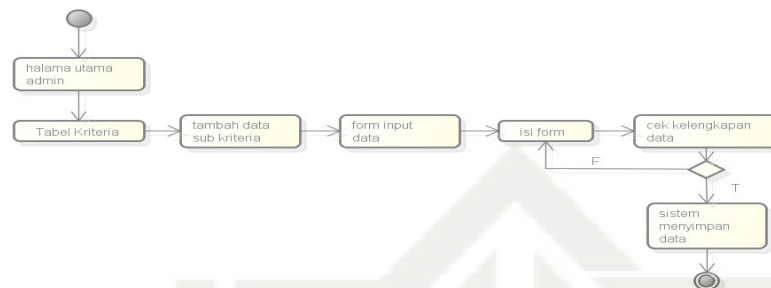 halama utama
admin
Tabel Kriteria
tambah data
sub kriteria
form input
data
isi form
cek kelengkapan
data
F
T
sistem
menyimpan
data